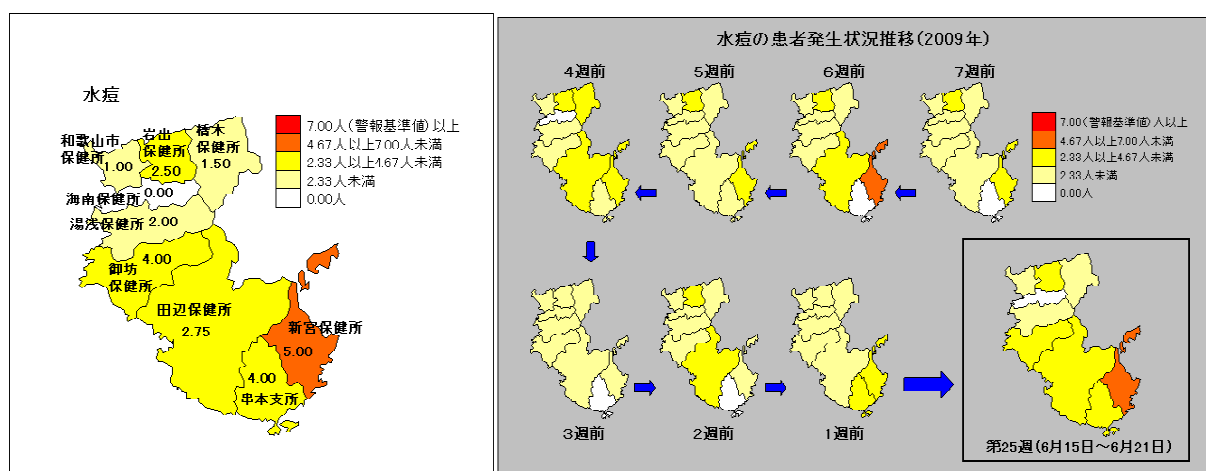 水痘
7.00人(警報基準値)以上
4.67人以上7.00人未満
2.33人以上4.67人未満
2.33人未満
0.00人
和歌山市
保健所
1.00
岩出
保健所
2.50
橋本
保健所
1.50
0.00
海南保健所
2.00
湯浅保健所
4.00
御坊
保健所
田辺保健所
2.75
新宮保健所
5.00
4.00
串本支所
水痘の患者発生状況推移(2009年)
4週前
5週前
6週前
7週前
7.00(警報基準値)人以上
4.67人以上7.00人未満
2.33人以上4.67人未満
2.33人未満
0.00人
3週前
2週前
1週前
第25週(6月15日~6月21日)